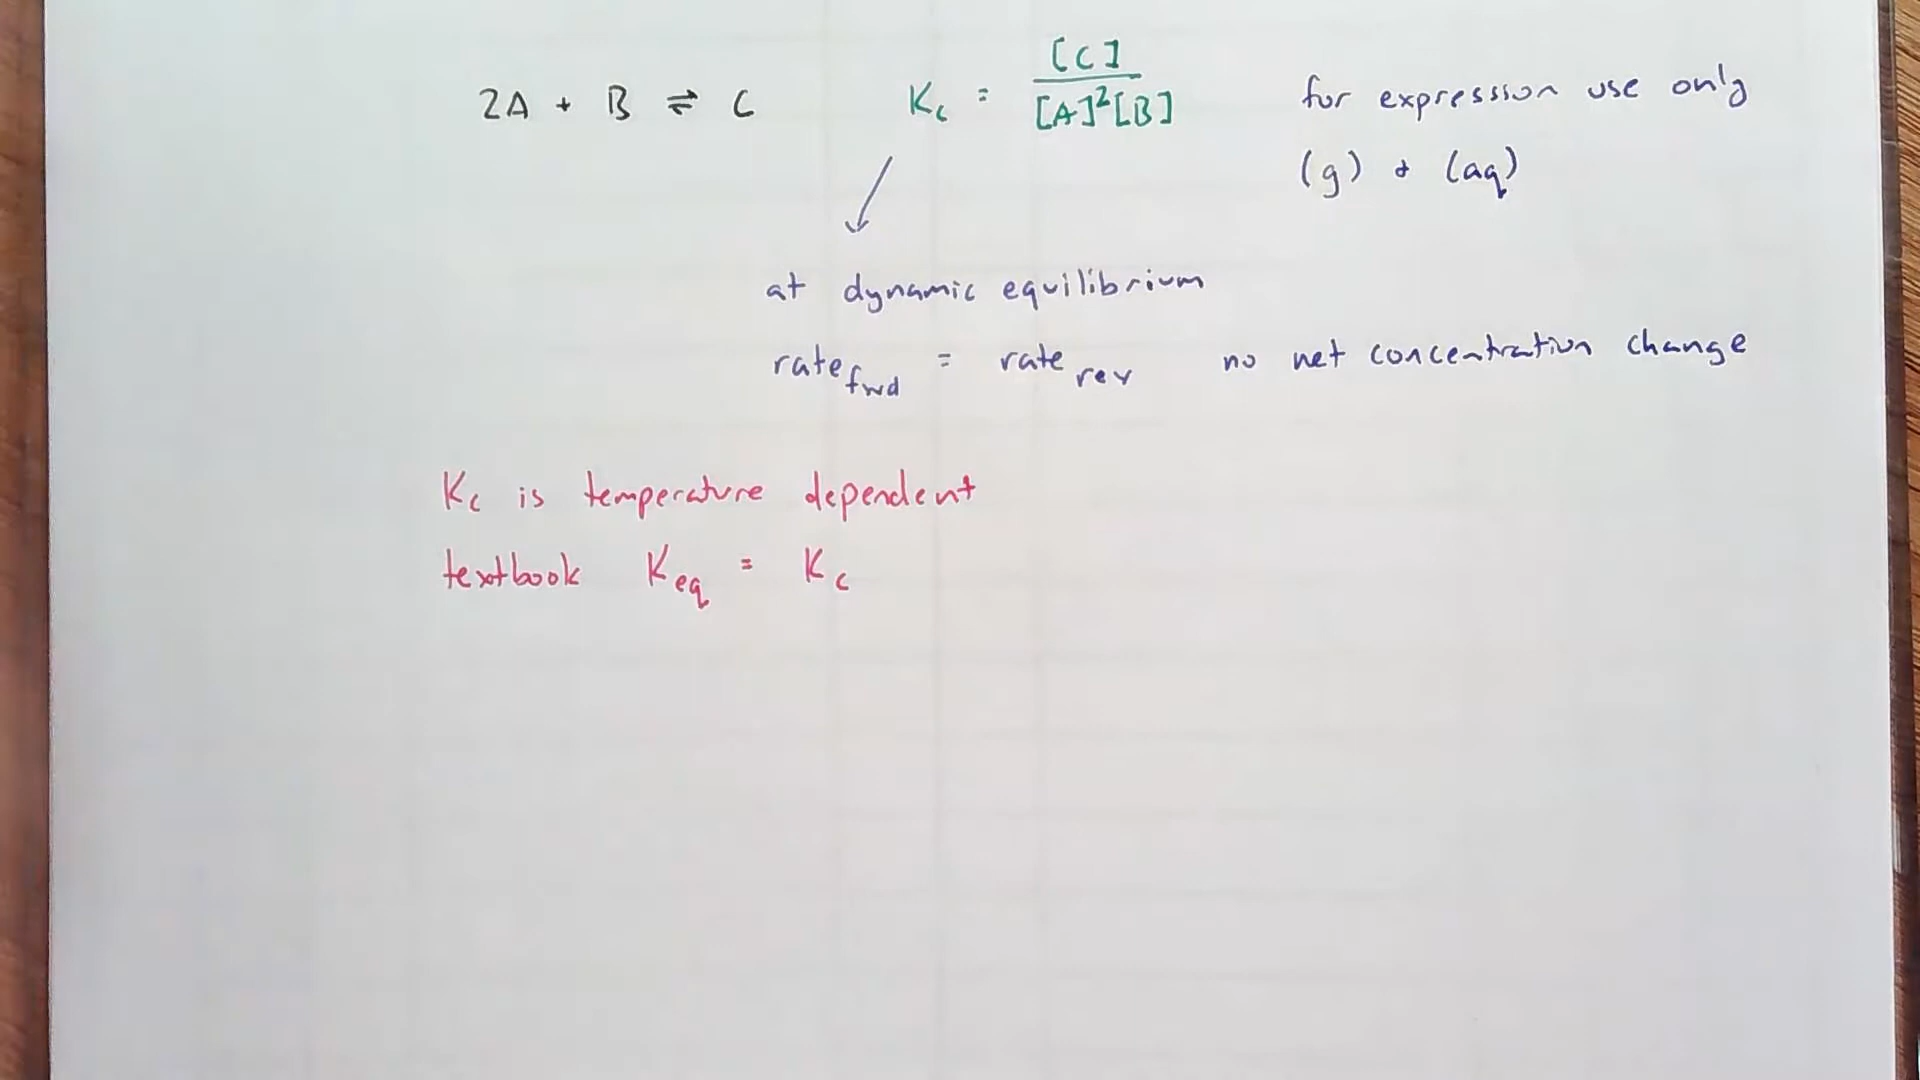 2A + B ⇌ C    Kc = [C] / [A]²[B]    for expression use only
(g) + (aq)
at dynamic equilibrium
rate fwd = rate rev    no net concentration change
Kc is temperature dependent
textbook Keq = Kc